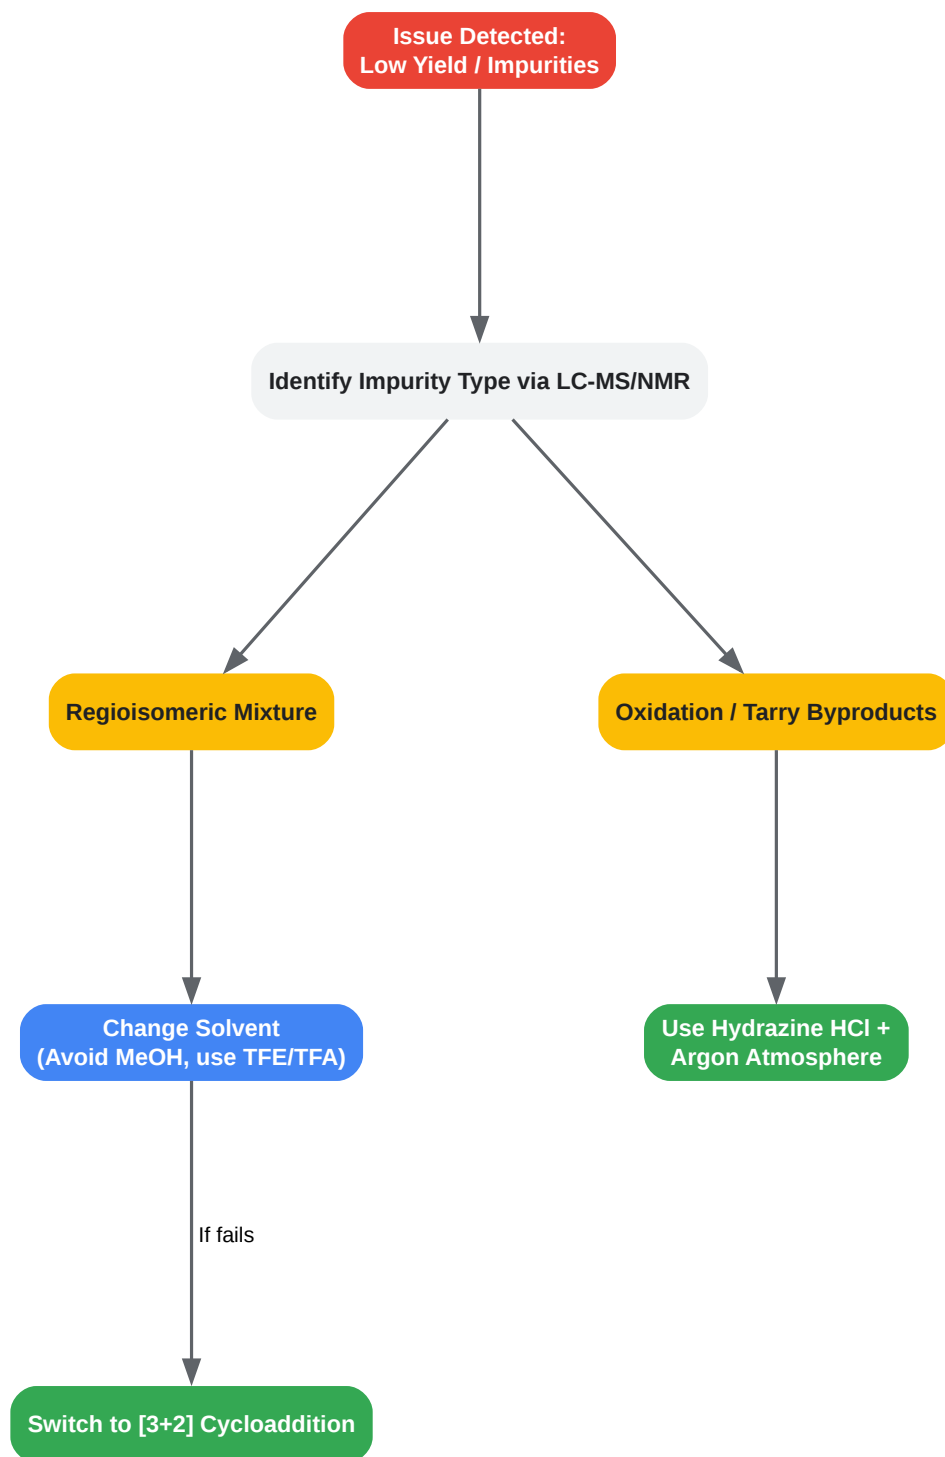 Issue Detected:
Low Yield / Impurities
Identify Impurity Type via LC-MS/NMR
Regioisomeric Mixture
Oxidation / Tarry Byproducts
Change Solvent
(Avoid MeOH, use TFE/TFA)
Use Hydrazine HCl +
Argon Atmosphere
If fails
Switch to [3+2] Cycloaddition